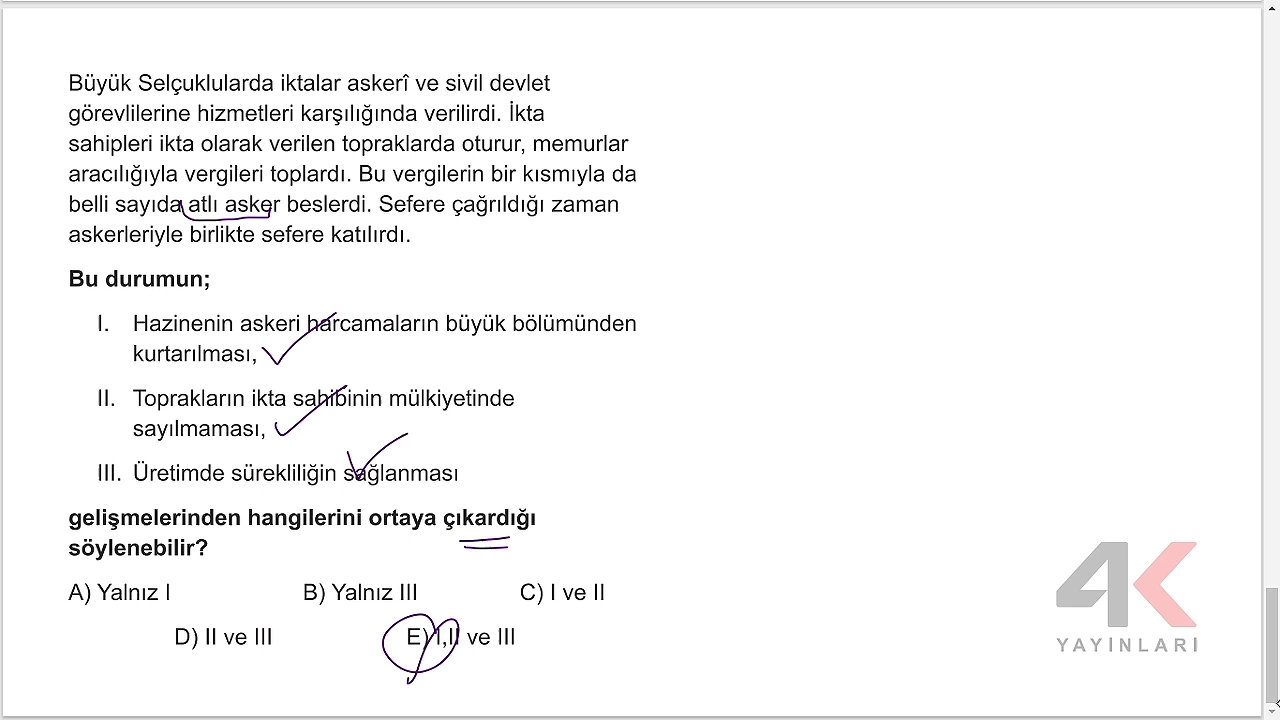 Büyük Selçuklularda iktalar askerî ve sivil devlet
görevlilerine hizmetleri karşılığında verilirdi. İkta
sahipleri ikta olarak verilen topraklarda oturur, memurlar
aracılığıyla vergileri toplardı. Bu vergilerin bir kısmıyla da
belli sayıda atlı asker beslerdi. Sefere çağrıldığı zaman
askerleriyle birlikte sefere katılırdı.
Bu durumun;
I. Hazinenin askeri harcamaların büyük bölümünden
kurtarılması,
II. Toprakların ikta sahibinin mülkiyetinde
sayılmaması,
III. Üretimde sürekliliğin sağlanması
gelişmelerinden hangilerini ortaya çıkardığı
söylenebilir?
A) Yalnız I B) Yalnız III C) I ve II
D) II ve III E) I,II ve III
4K
YAYINLARI